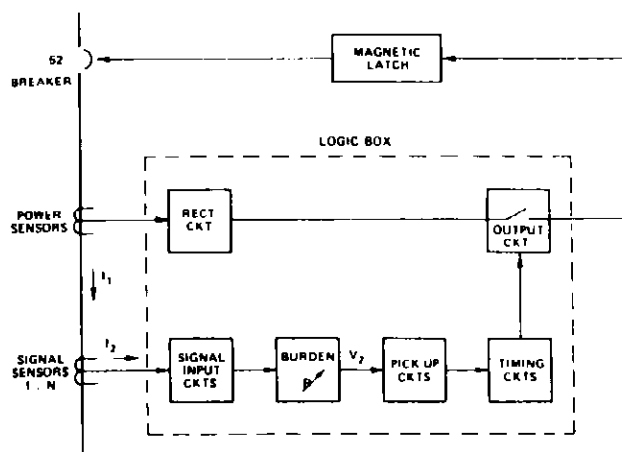 52
BREAKER
MAGNETIC
LATCH
LOGIC BOX
POWER
SENSORS
RECT
CKT
OUTPUT
CKT
I₁
I₂
SIGNAL
SENSORS
1 . N
SIGNAL
INPUT
CKTS
BURDEN
V₂
PICK UP
CKTS
TIMING
CKTS